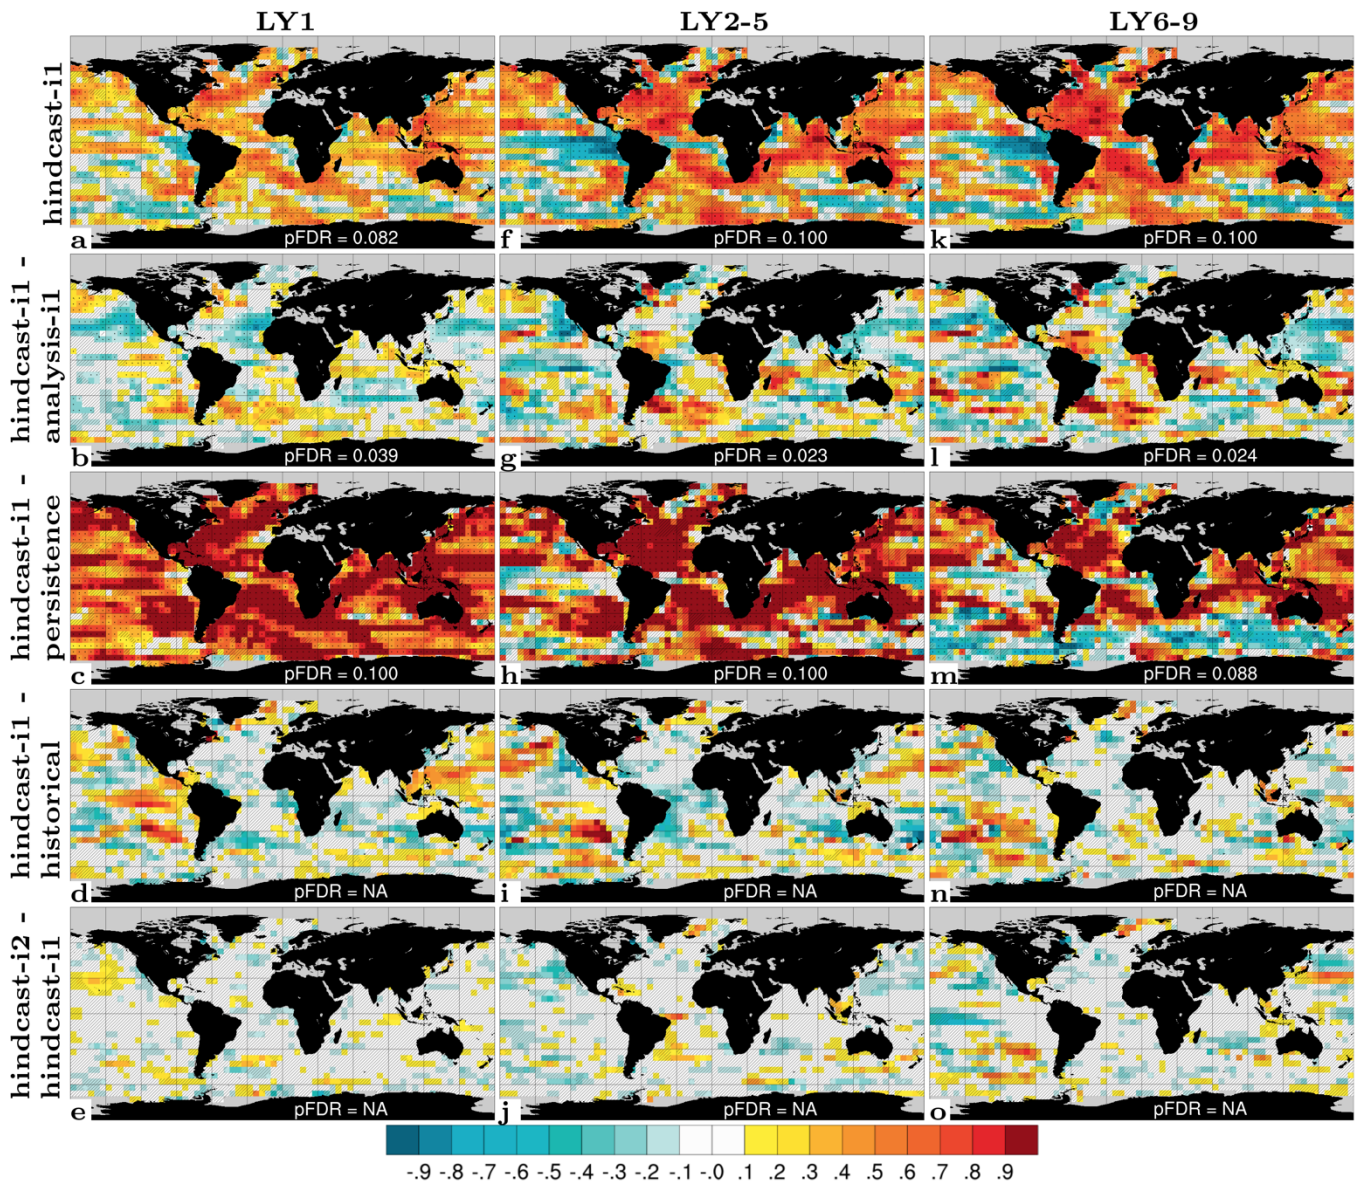 LY1 LY2-5 LY6-9
hindcast-i1
a pFDR = 0.082 f pFDR = 0.100 k pFDR = 0.100
hindcast-i1 -
analysis-i1
b pFDR = 0.039 g pFDR = 0.023 l pFDR = 0.024
hindcast-i1 -
persistence
c pFDR = 0.100 h pFDR = 0.100 m pFDR = 0.088
hindcast-i1 -
historical
d pFDR = NA i pFDR = NA n pFDR = NA
hindcast-i2 -
hindcast-i1
e pFDR = NA j pFDR = NA o pFDR = NA
-.9 -.8 -.7 -.6 -.5 -.4 -.3 -.2 -.1 -.0 .1 .2 .3 .4 .5 .6 .7 .8 .9